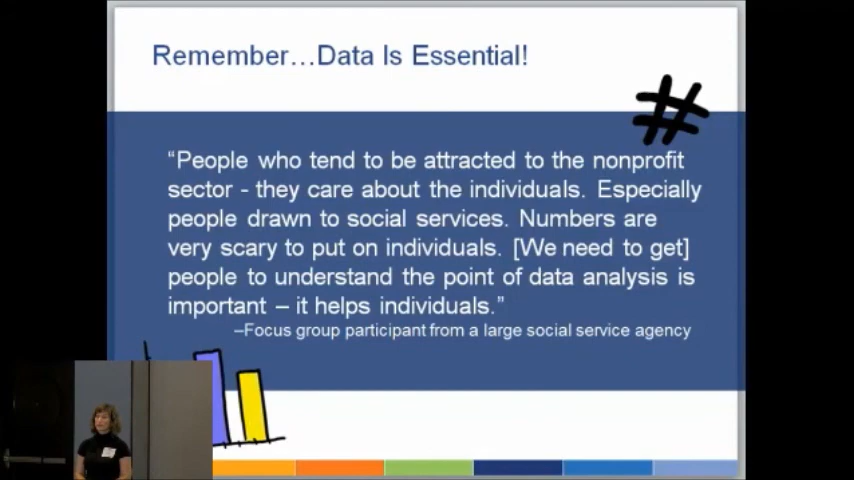 Remember…Data Is Essential!
#
“People who tend to be attracted to the nonprofit
sector - they care about the individuals. Especially
people drawn to social services. Numbers are
very scary to put on individuals. [We need to get]
people to understand the point of data analysis is
important – it helps individuals.”
–Focus group participant from a large social service agency